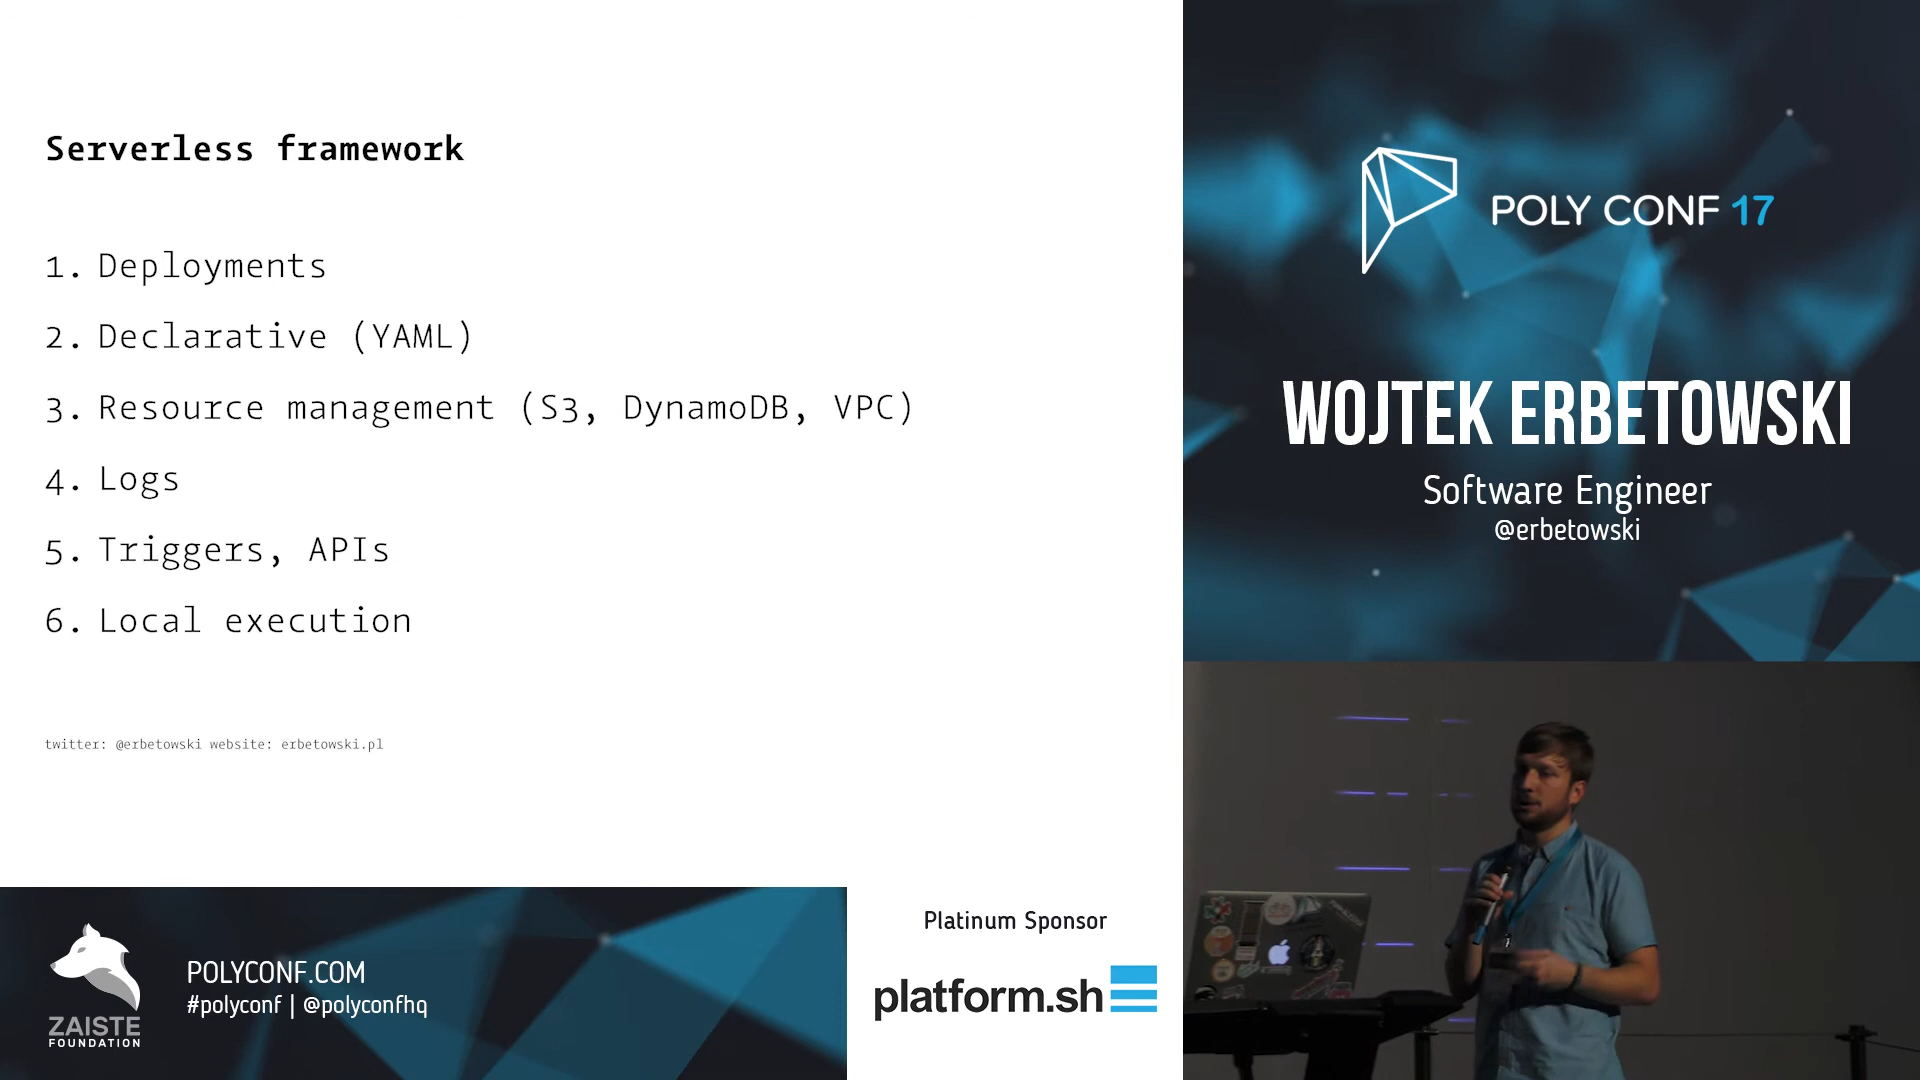 Serverless framework
1. Deployments
2. Declarative (YAML)
3. Resource management (S3, DynamoDB, VPC)
4. Logs
5. Triggers, APIs
6. Local execution
twitter: @erbetowski website: erbetowski.pl
POLY CONF 17
WOJTEK ERBETOWSKI
Software Engineer
@erbetowski
ZAISTE
FOUNDATION
POLYCONF.COM
#polyconf | @polyconfhq
Platinum Sponsor
platform.sh